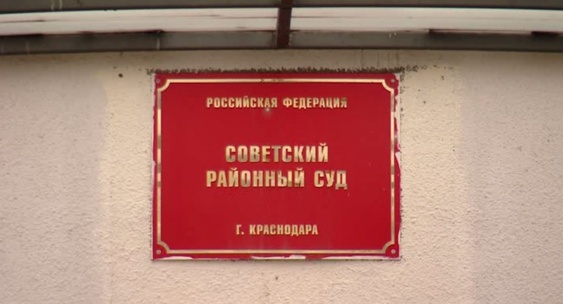 РОССИЙСКАЯ ФЕДЕРАЦИЯ
СОВЕТСКИЙ
РАЙОННЫЙ СУД
Г. КРАСНОДАРА